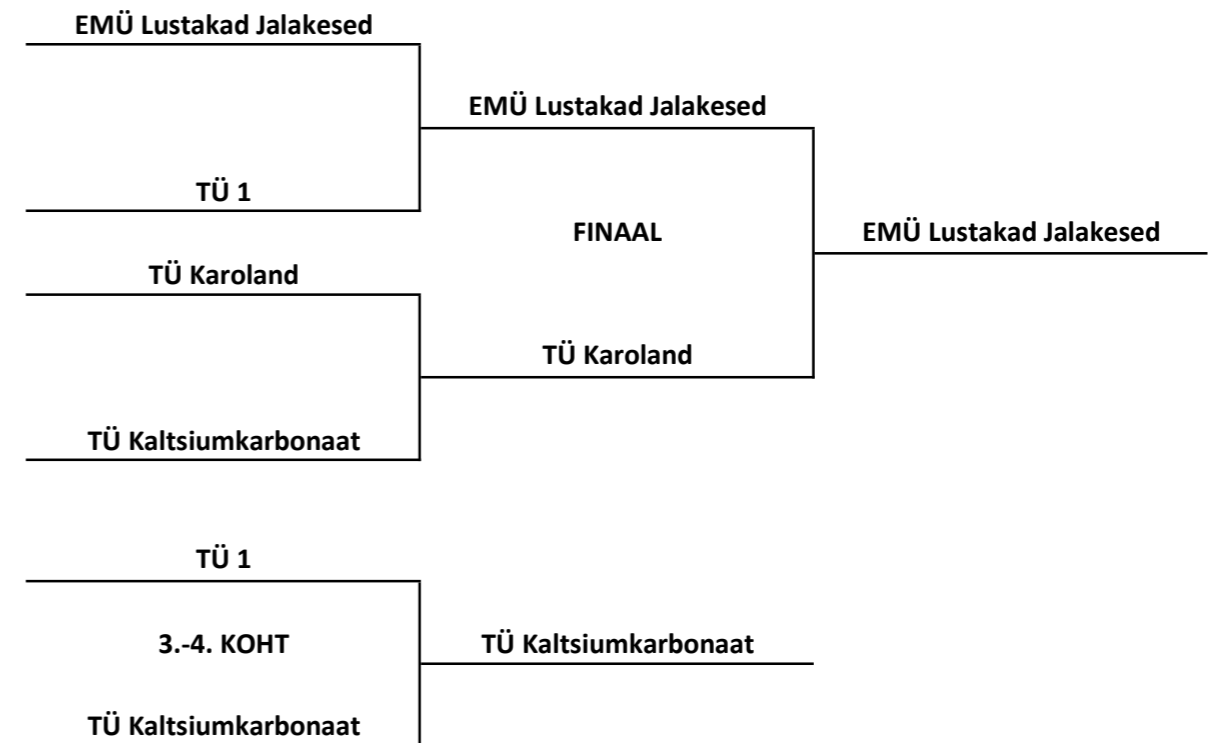 EMÜ Lustakad Jalakesed
EMÜ Lustakad Jalakesed
TÜ 1
FINAAL
EMÜ Lustakad Jalakesed
TÜ Karoland
TÜ Karoland
TÜ Kaltsiumkarbonaat
TÜ 1
3.-4. KOHT
TÜ Kaltsiumkarbonaat
TÜ Kaltsiumkarbonaat